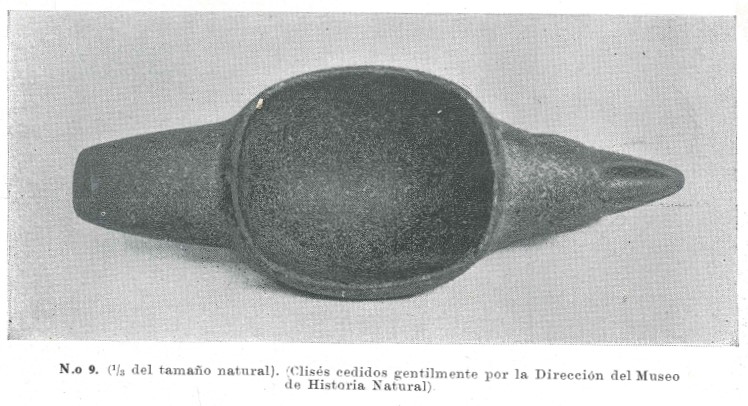 N.o 9. (¹/₃ del tamaño natural). (Clisés cedidos gentilmente por la Dirección del Museo
de Historia Natural)